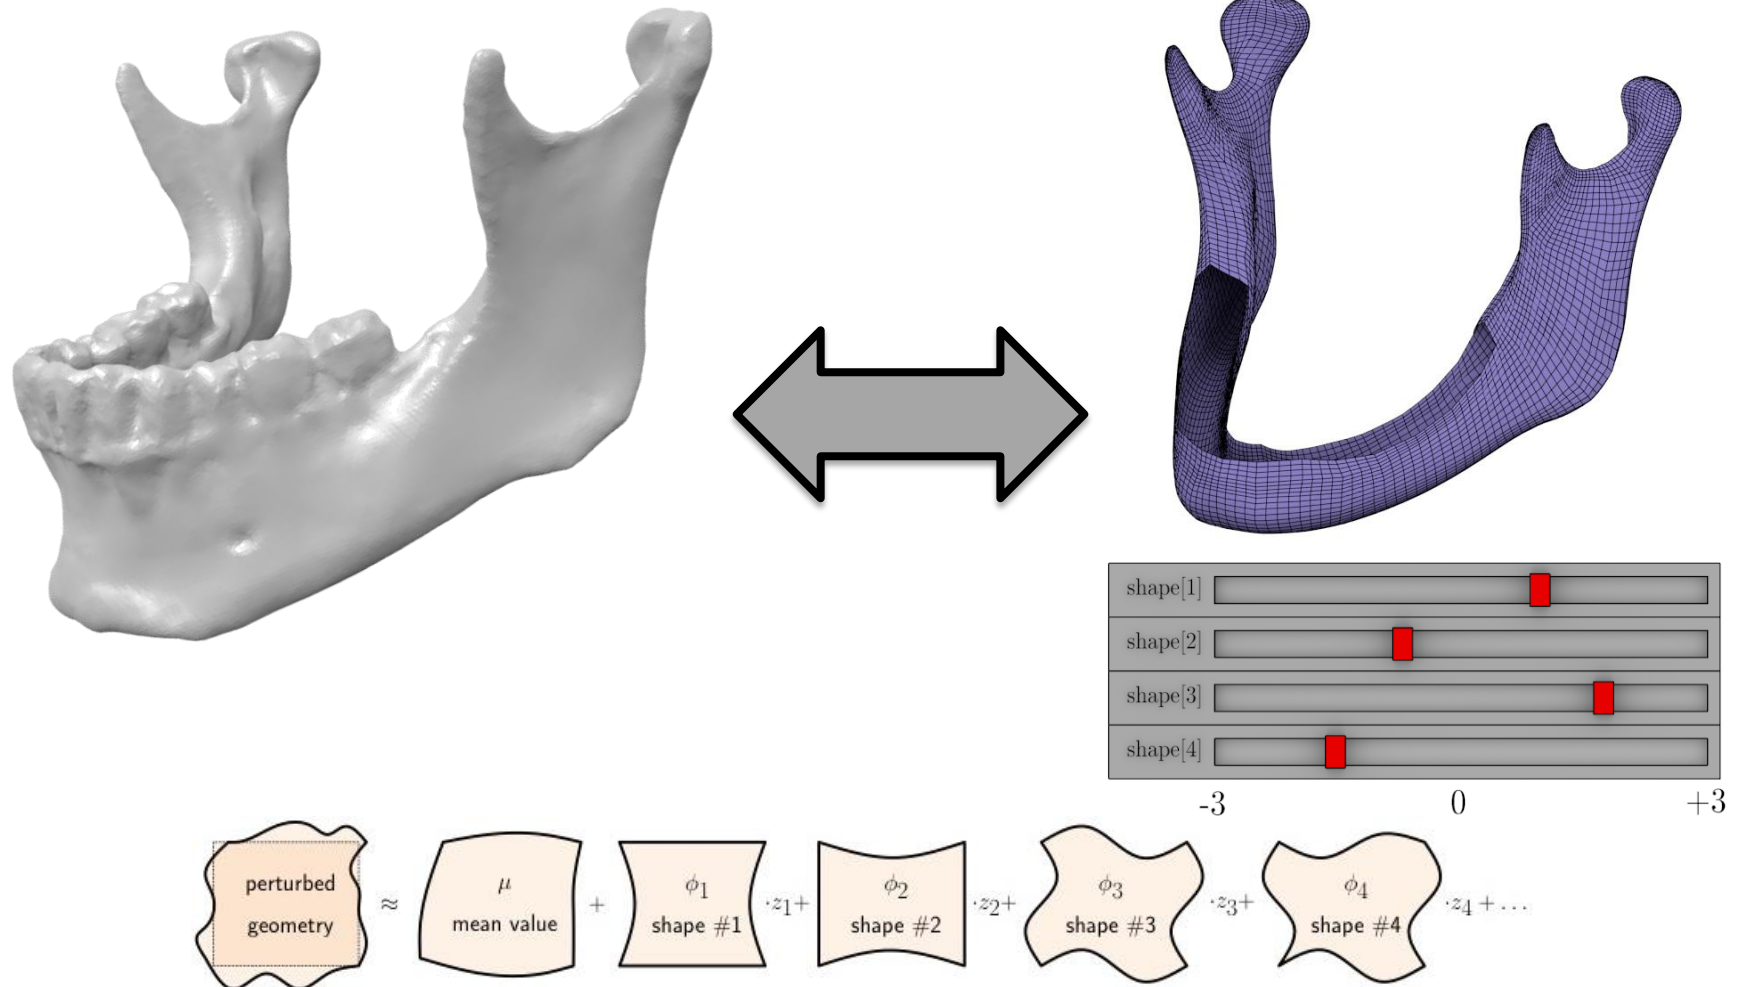 shape[1]
shape[2]
shape[3]
shape[4]
-3 0 +3
perturbed geometry ≈ μ mean value + ϕ₁ shape #1 ·z₁+ ϕ₂ shape #2 ·z₂+ ϕ₃ shape #3 ·z₃+ ϕ₄ shape #4 ·z₄ + ...